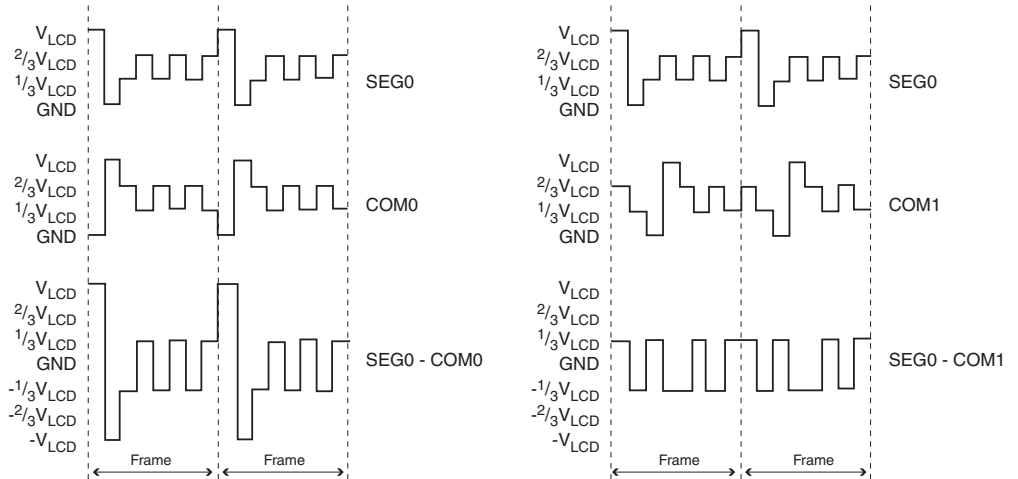 V_LCD
2/3V_LCD
1/3V_LCD
GND
SEG0
V_LCD
2/3V_LCD
1/3V_LCD
GND
COM0
V_LCD
2/3V_LCD
1/3V_LCD
GND
-1/3V_LCD
-2/3V_LCD
-V_LCD
SEG0 - COM0
Frame
Frame
V_LCD
2/3V_LCD
1/3V_LCD
GND
SEG0
V_LCD
2/3V_LCD
1/3V_LCD
GND
COM1
V_LCD
2/3V_LCD
1/3V_LCD
GND
-1/3V_LCD
-2/3V_LCD
-V_LCD
SEG0 - COM1
Frame
Frame